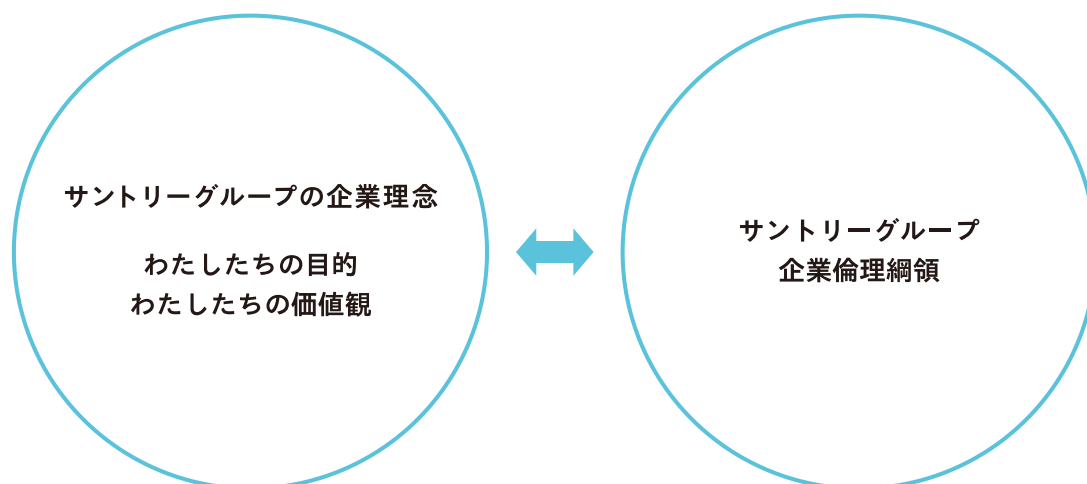 サントリーグループの企業理念
わたしたちの目的
わたしたちの価値観
サントリーグループ
企業倫理綱領